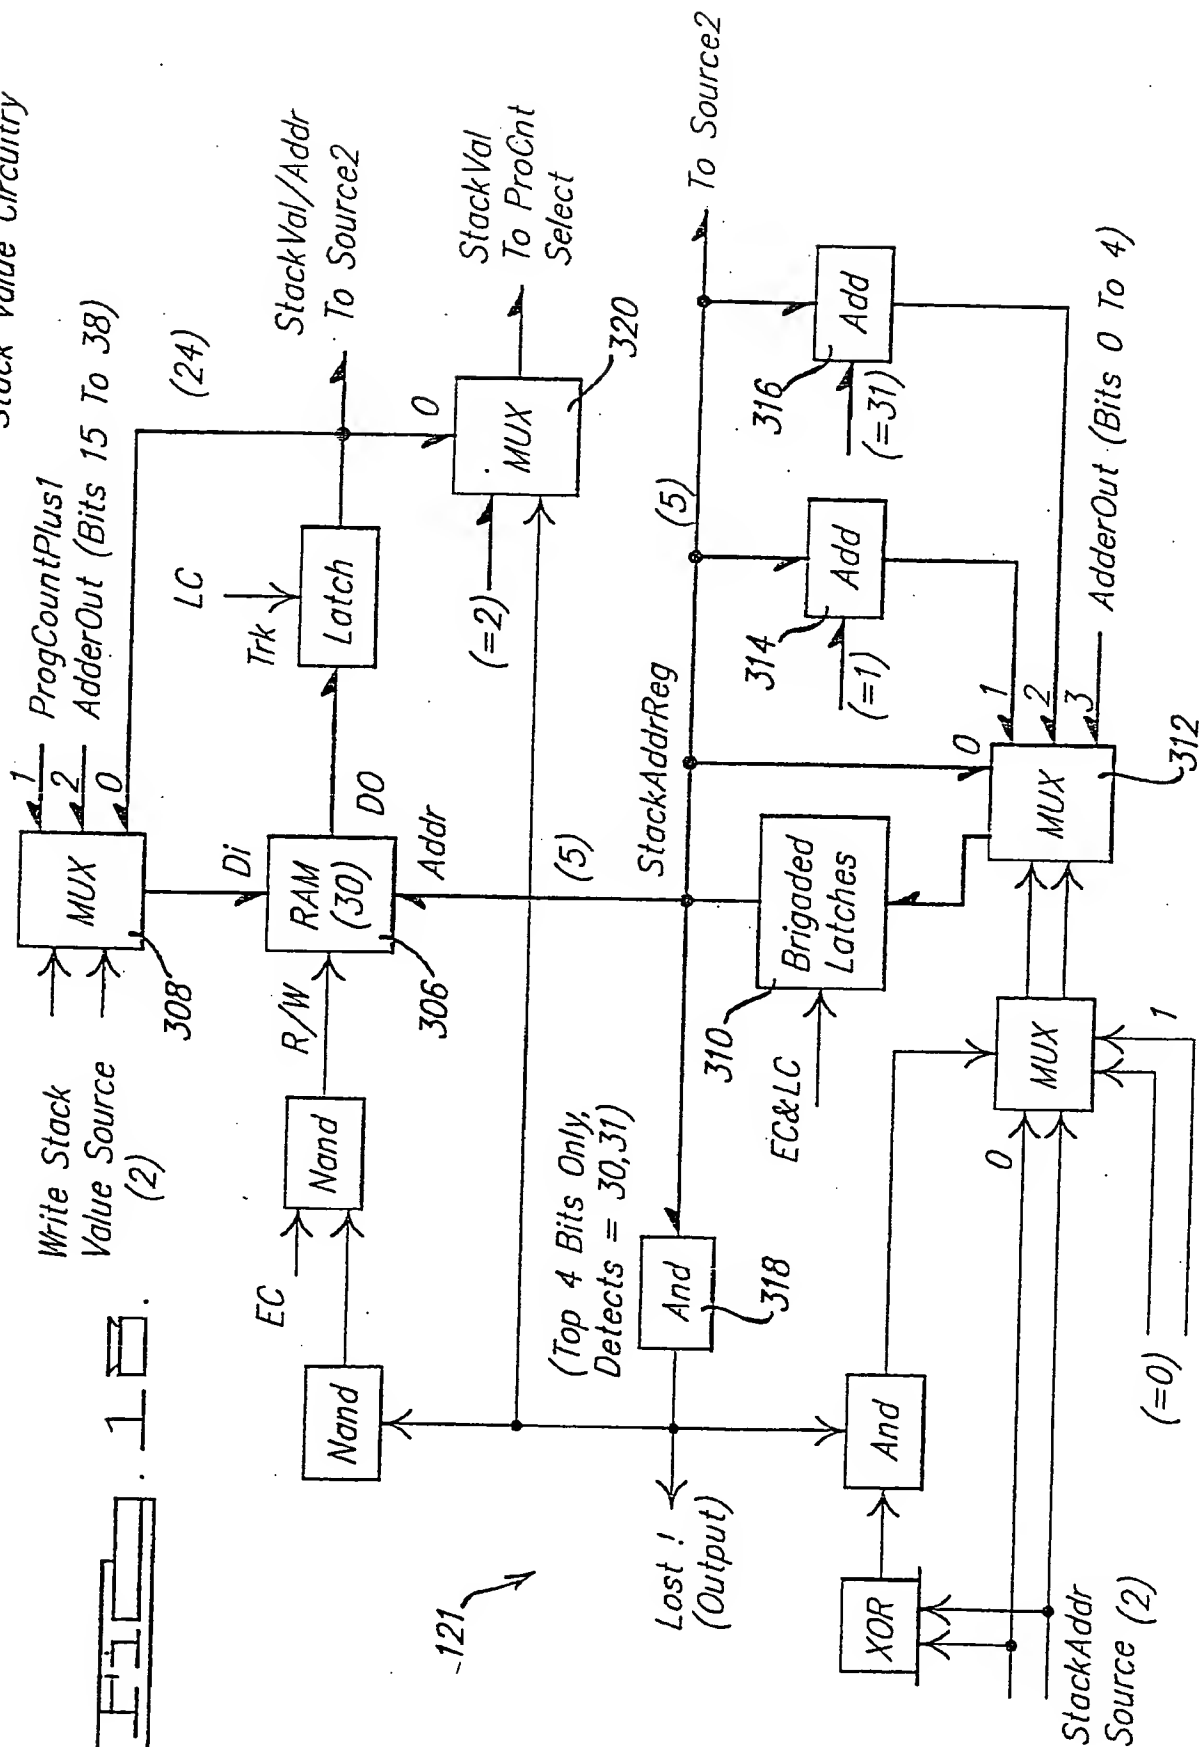 Stack Value Circuitry
1
ProgCountPlus1
2
AdderOut (Bits 15 To 38)
0
(24)
MUX
308
Write Stack
Value Source
(2)
Di
LC
Trk
Latch
StackVal/Addr
To Source2
DO
RAM
(30)
306
R/W
Addr
Nand
EC
Nand
0
MUX
320
(=2)
StackVal
To ProCnt
Select
(5)
StackAddrReg
(5)
To Source2
(Top 4 Bits Only,
Detects = 30,31)
And
318
Lost !
(Output)
121
Brigaded
Latches
310
EC&LC
Add
314
(=1)
Add
316
(=31)
0
1
2
3
AdderOut (Bits 0 To 4)
MUX
312
MUX
0
1
(=0)
And
XOR
StackAddr
Source (2)